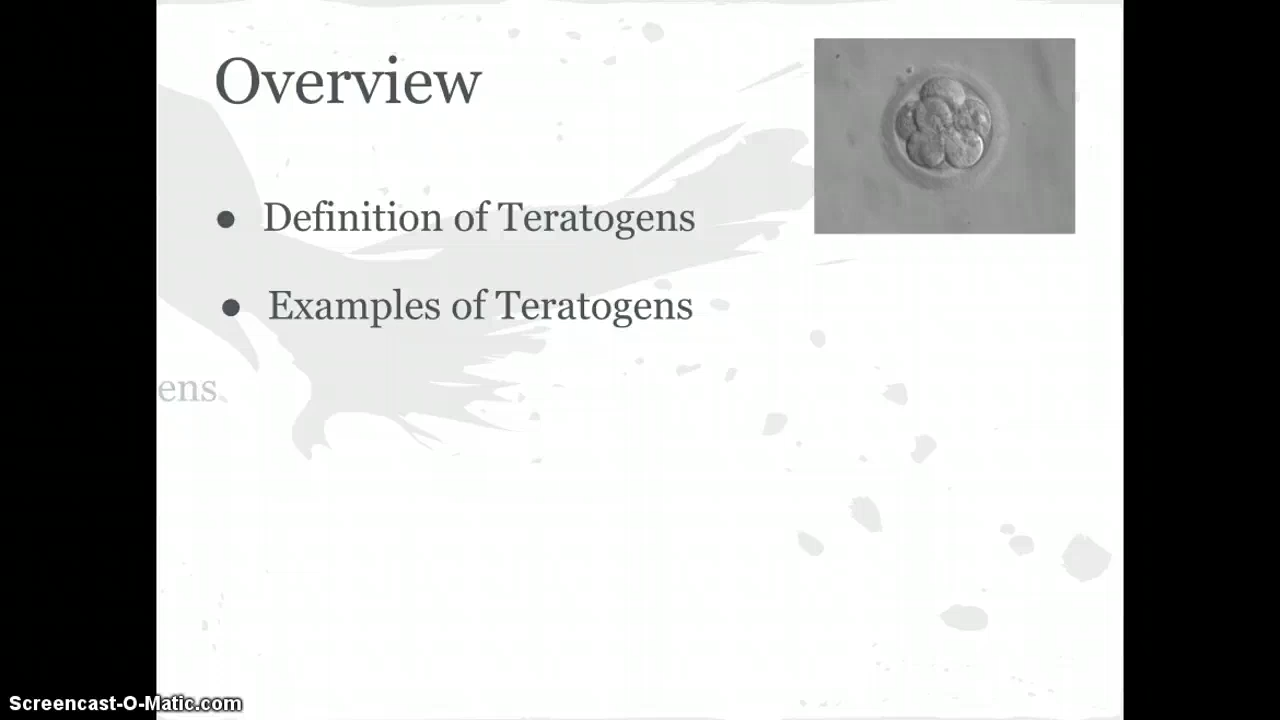 Overview
● Definition of Teratogens
● Examples of Teratogens
ens
Screencast-O-Matic.com